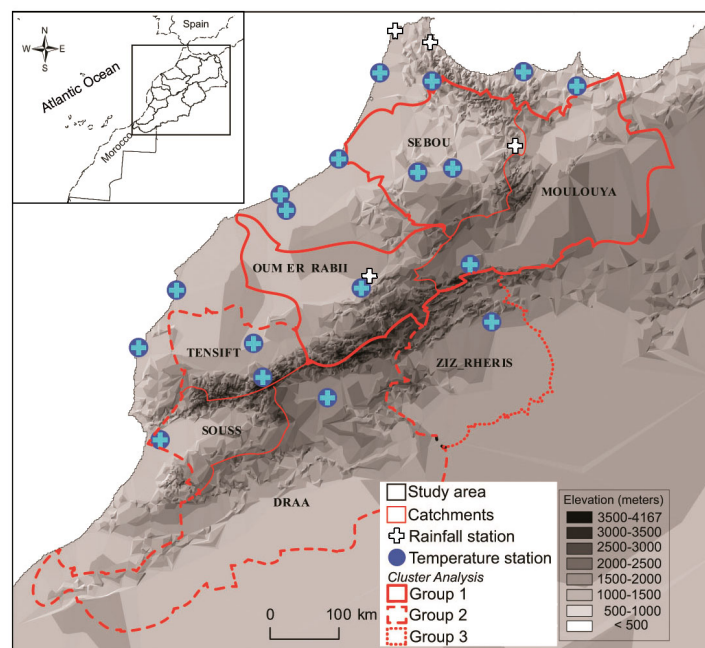 Spain
N
W E
S
Atlantic Ocean
Morocco
SEBOU
MOULOUYA
OUM ER_RABII
TENSIFT
ZIZ_RHERIS
SOUSS
DRAA
Study area
Catchments
Rainfall station
Temperature station
Cluster Analysis
Group 1
Group 2
Group 3
Elevation (meters)
3500-4167
3000-3500
2500-3000
2000-2500
1500-2000
1000-1500
500-1000
< 500
0 100 km